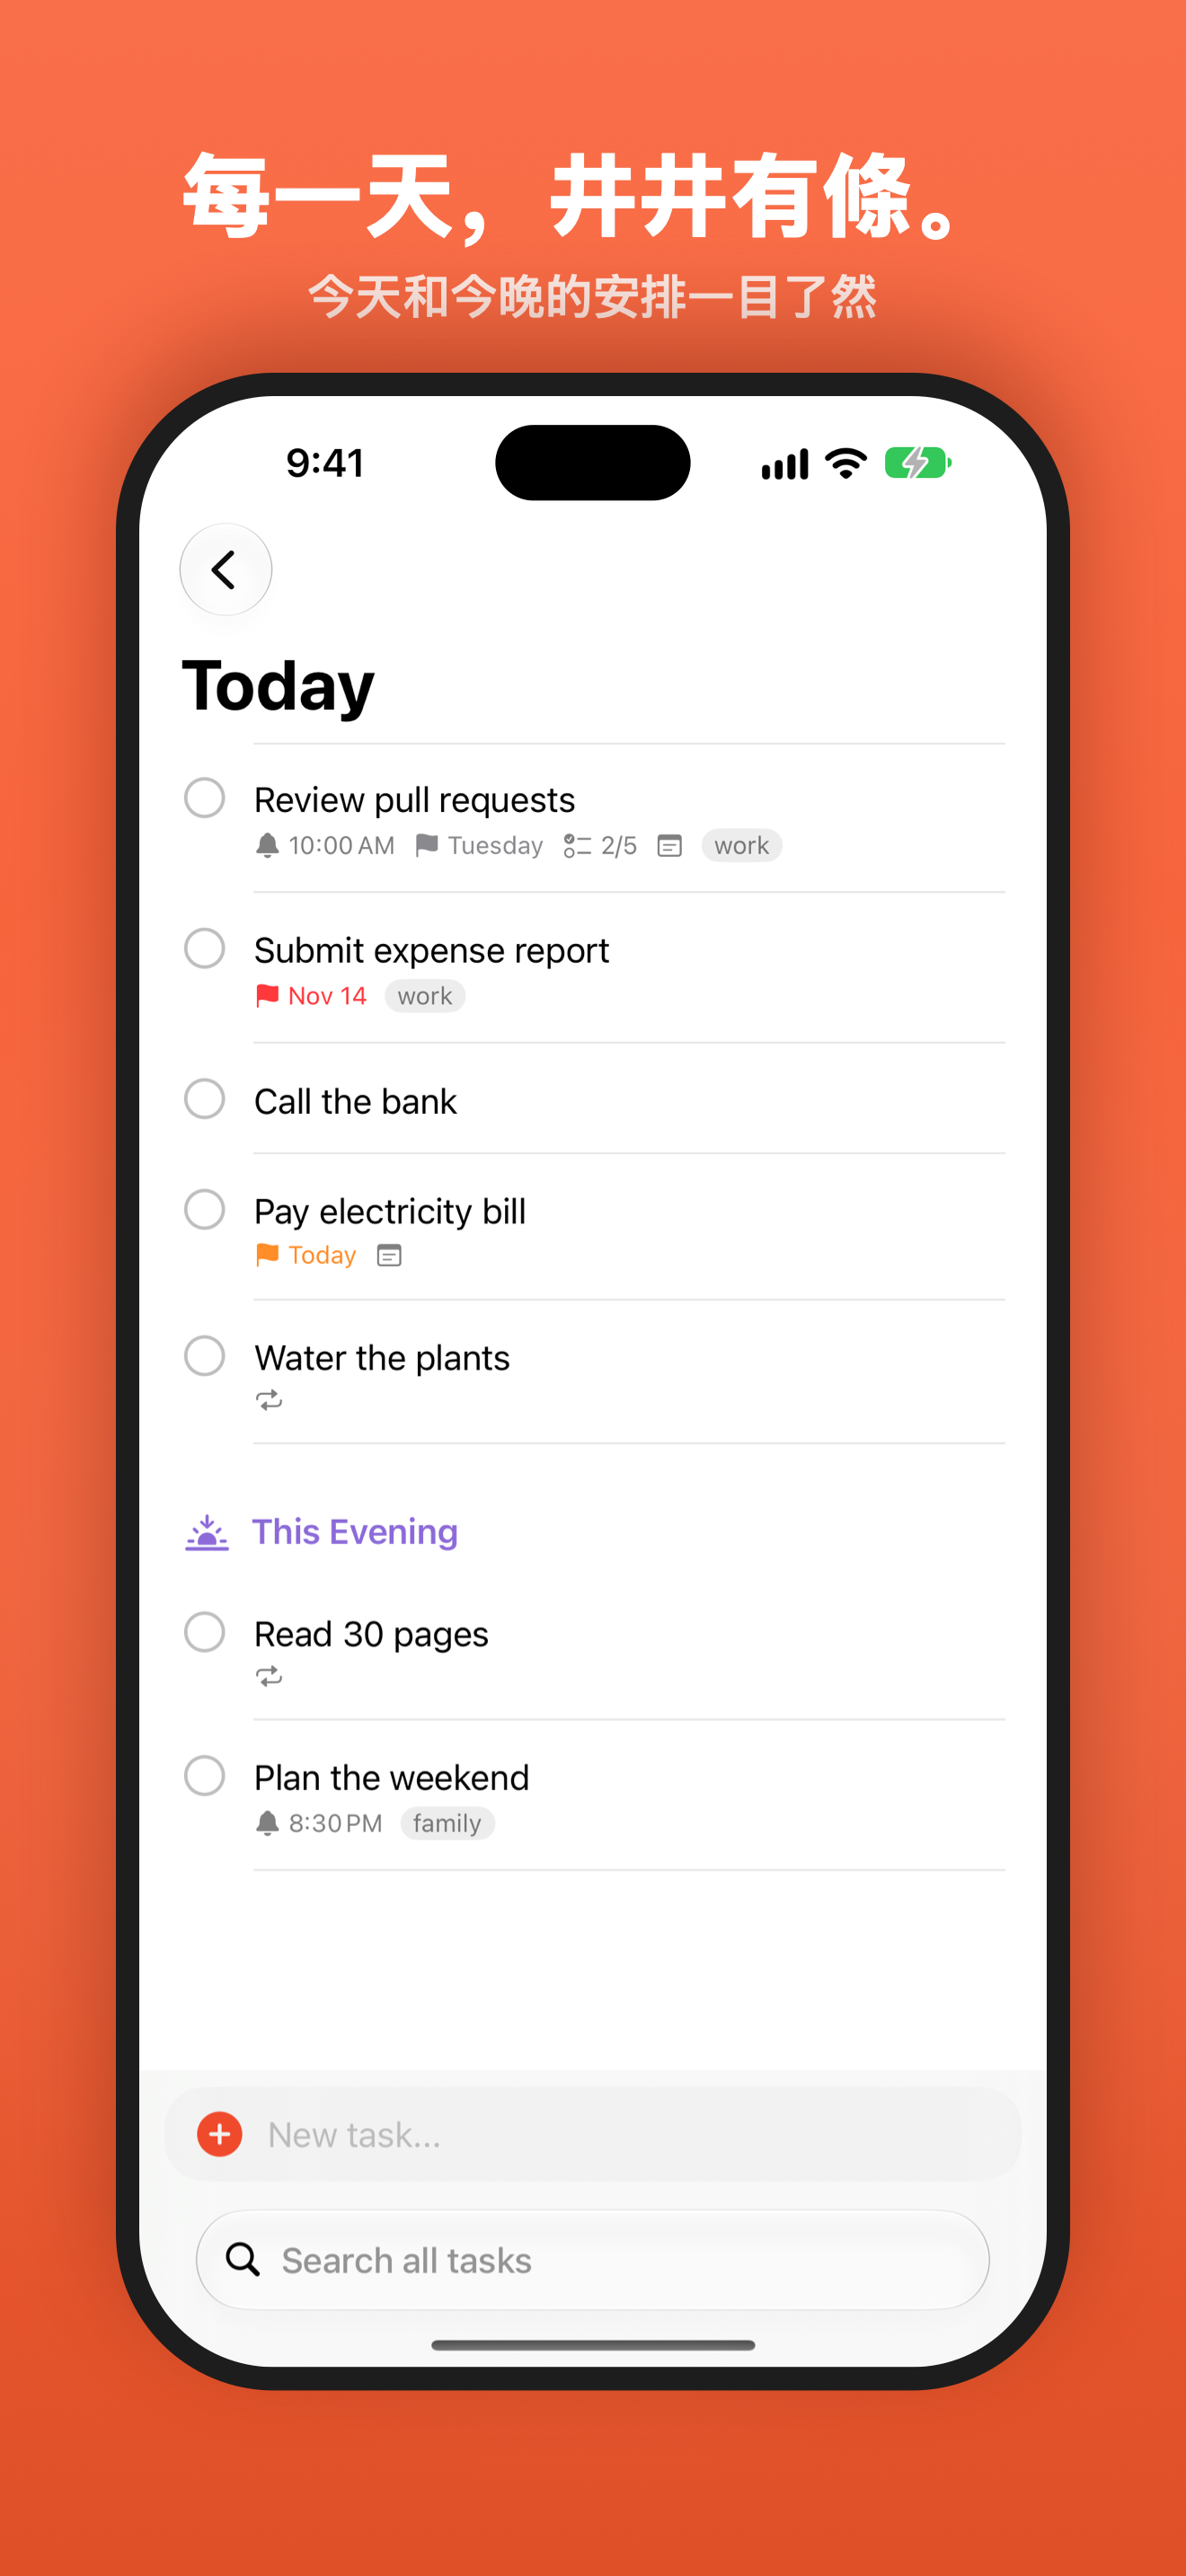 每一天，井井有條。
今天和今晚的安排一目了然
9:41
Today
Review pull requests
10:00 AM Tuesday 2/5 work
Submit expense report
Nov 14 work
Call the bank
Pay electricity bill
Today
Water the plants
This Evening
Read 30 pages
Plan the weekend
8:30 PM family
New task...
Search all tasks